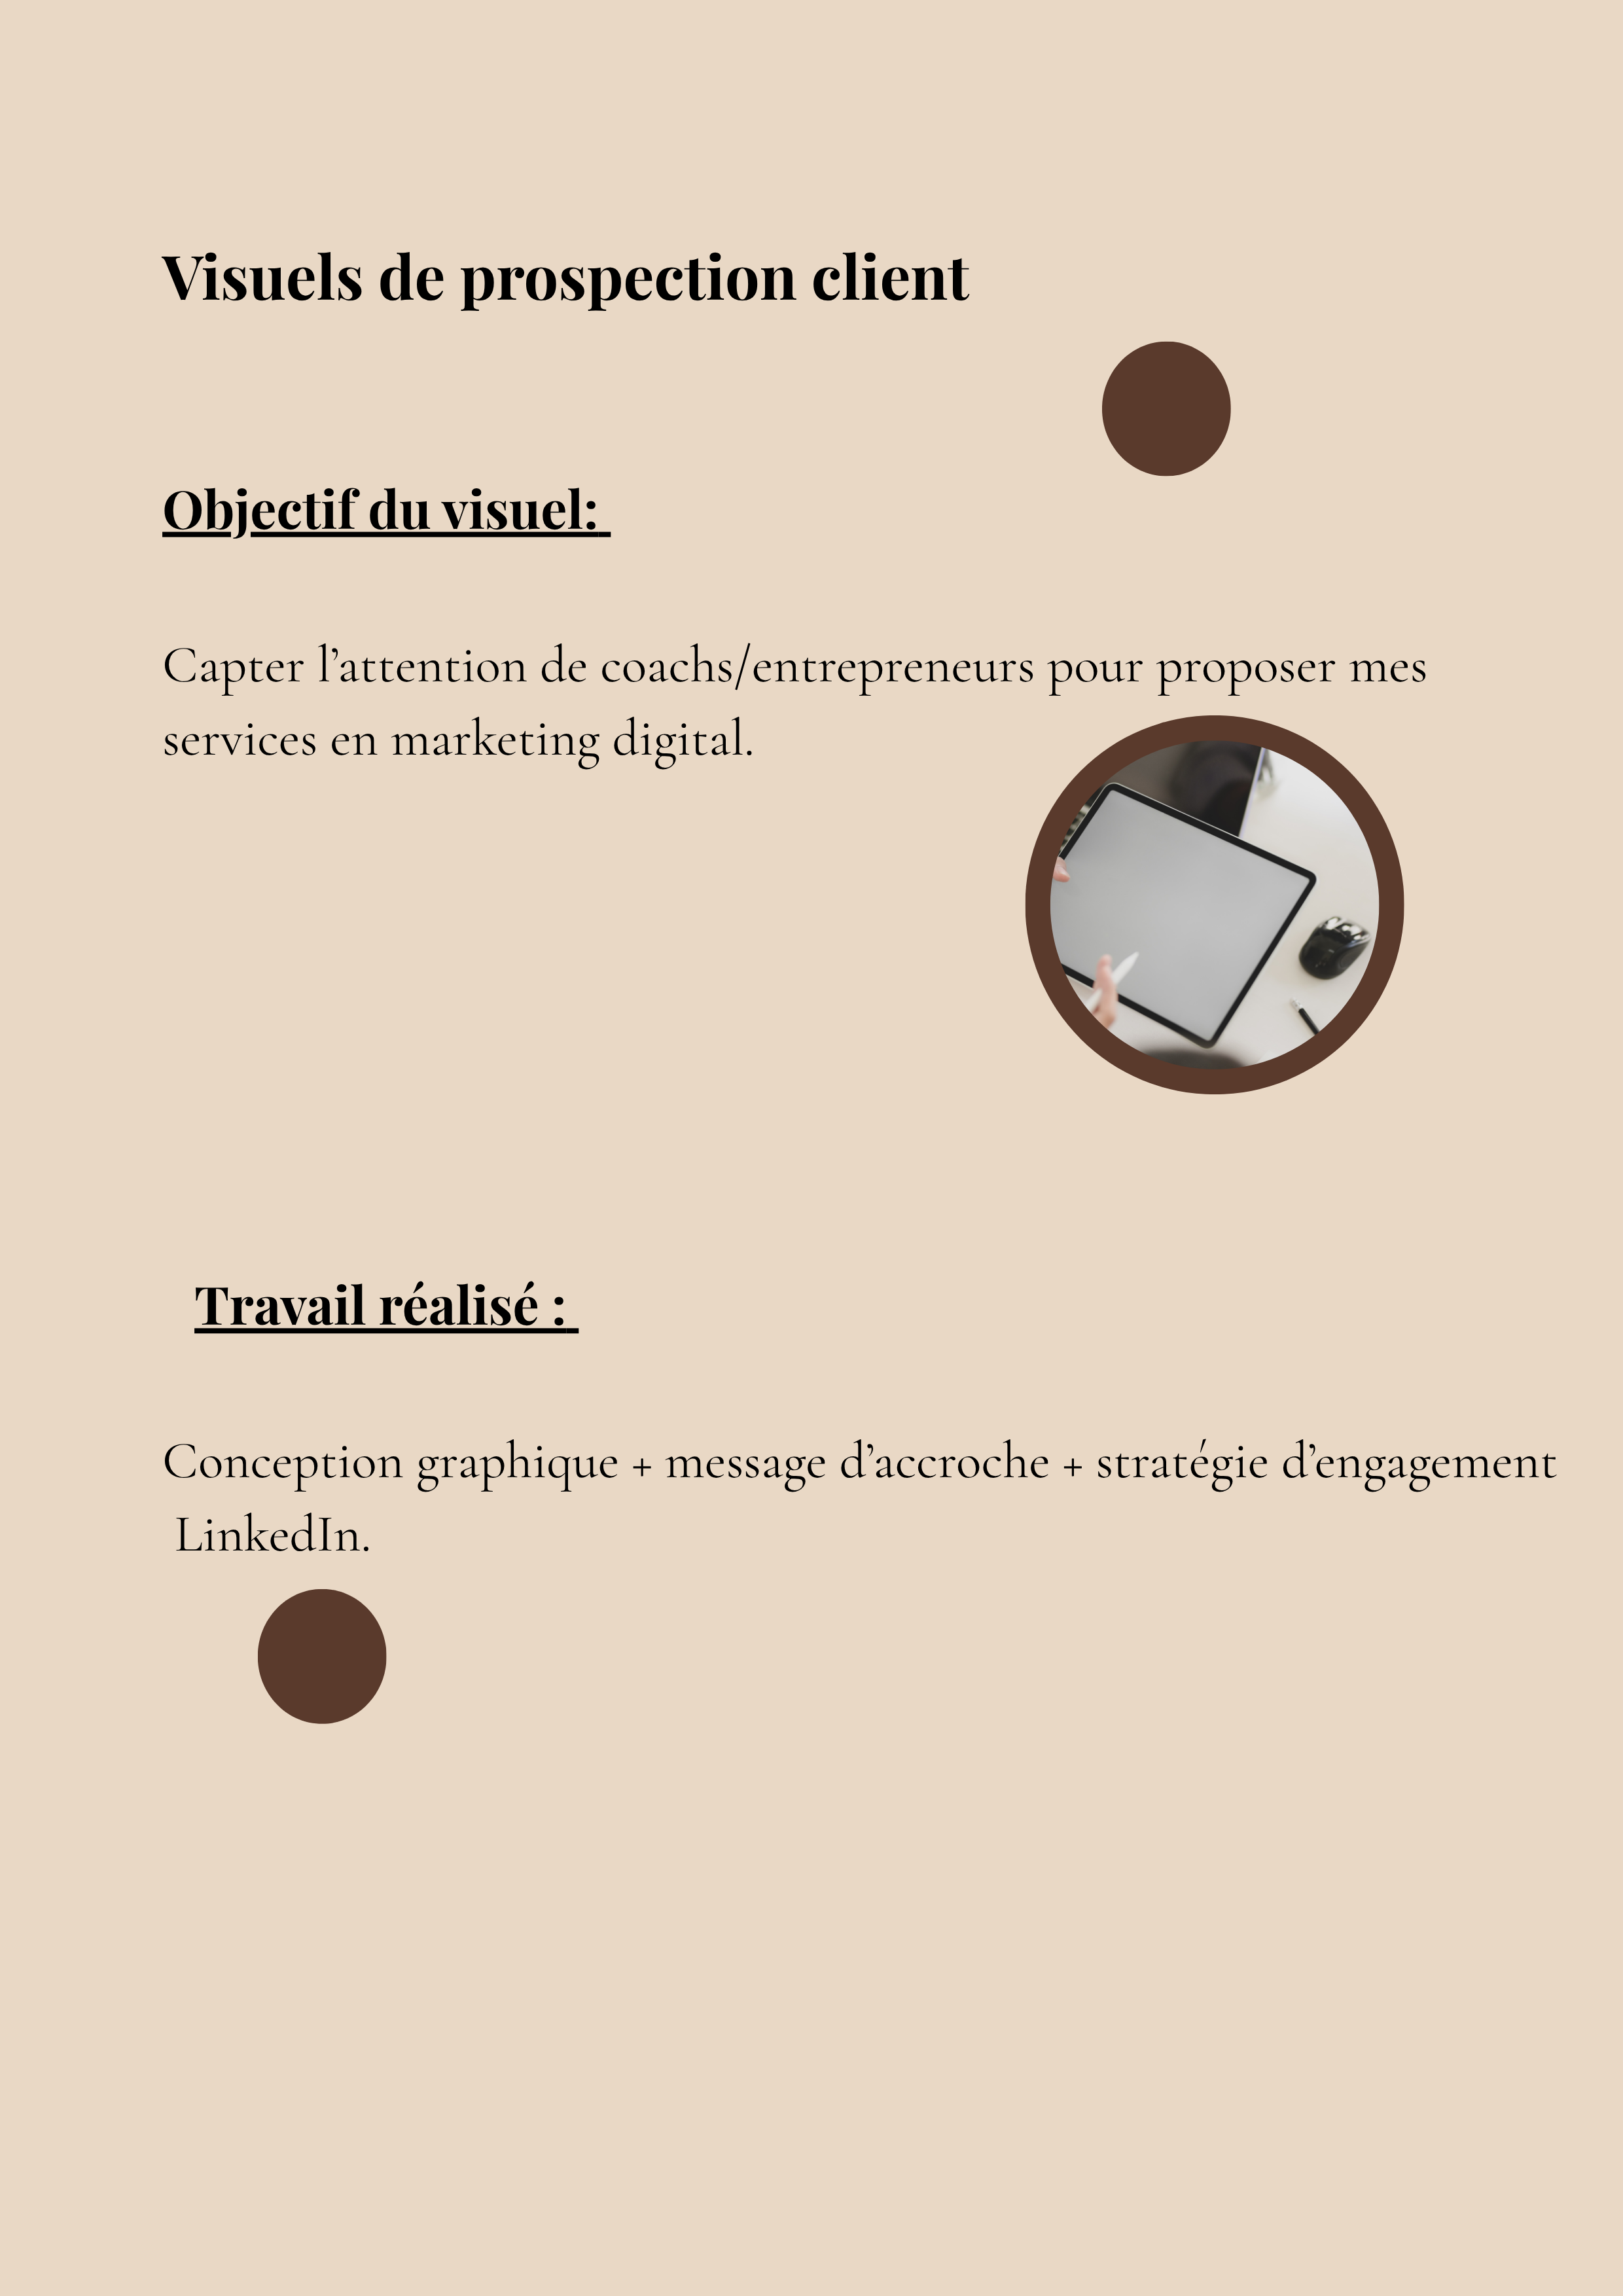 Visuels de prospection client
Objectif du visuel:
Capter l’attention de coachs/entrepreneurs pour proposer mes
services en marketing digital.
Travail réalisé :
Conception graphique + message d’accroche + stratégie d’engagement
LinkedIn.